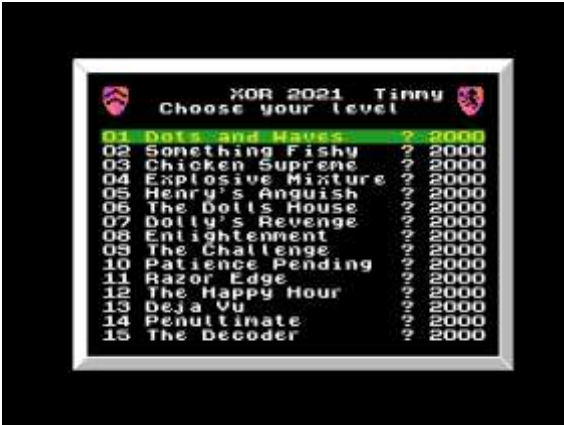 XOR 2021 Timmy
Choose your level
01 Dots and Waves ? 2000
02 Something Fishy ? 2000
03 Chicken Supreme ? 2000
04 Explosive Mixture ? 2000
05 Henry's Anguish ? 2000
06 The Dolls House ? 2000
07 Dolly's Revenge ? 2000
08 Enlightenment ? 2000
09 The Challenge ? 2000
10 Patience Pending ? 2000
11 Razor Edge ? 2000
12 The Happy Hour ? 2000
13 Deja Vu ? 2000
14 Penultimate ? 2000
15 The Decoder ? 2000